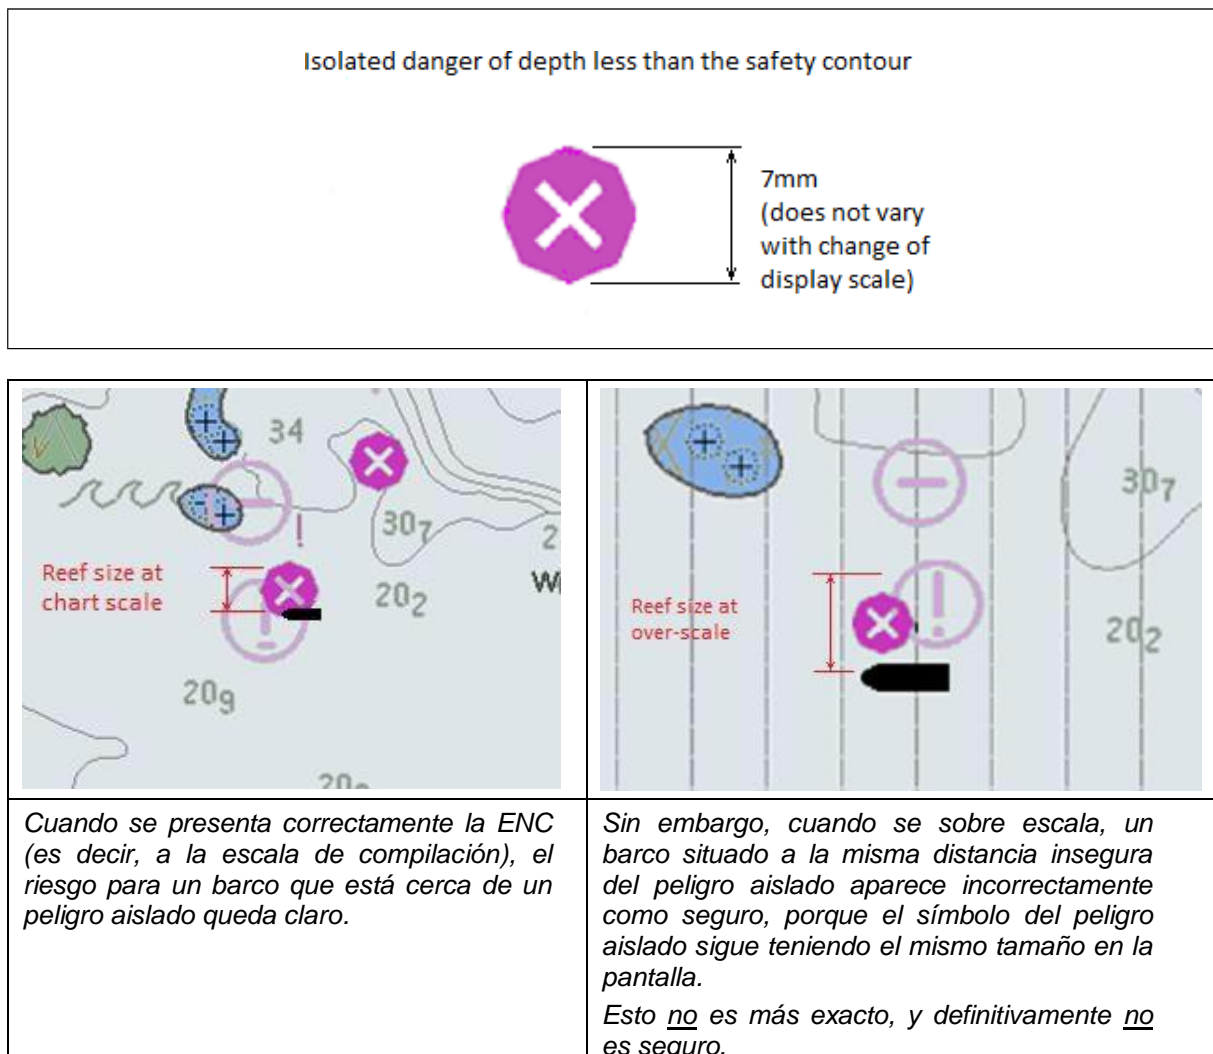 Isolated danger of depth less than the safety contour
7mm
(does not vary
with change of
display scale)
34
30₇
2
Reef size at
chart scale
!
W
20₂
20₉
30₇
Reef size at
over-scale
20₂
Cuando se presenta correctamente la ENC
(es decir, a la escala de compilación), el
riesgo para un barco que está cerca de un
peligro aislado queda claro.
Sin embargo, cuando se sobre escala, un
barco situado a la misma distancia insegura
del peligro aislado aparece incorrectamente
como seguro, porque el símbolo del peligro
aislado sigue teniendo el mismo tamaño en la
pantalla.
Esto no es más exacto, y definitivamente no
es seguro.